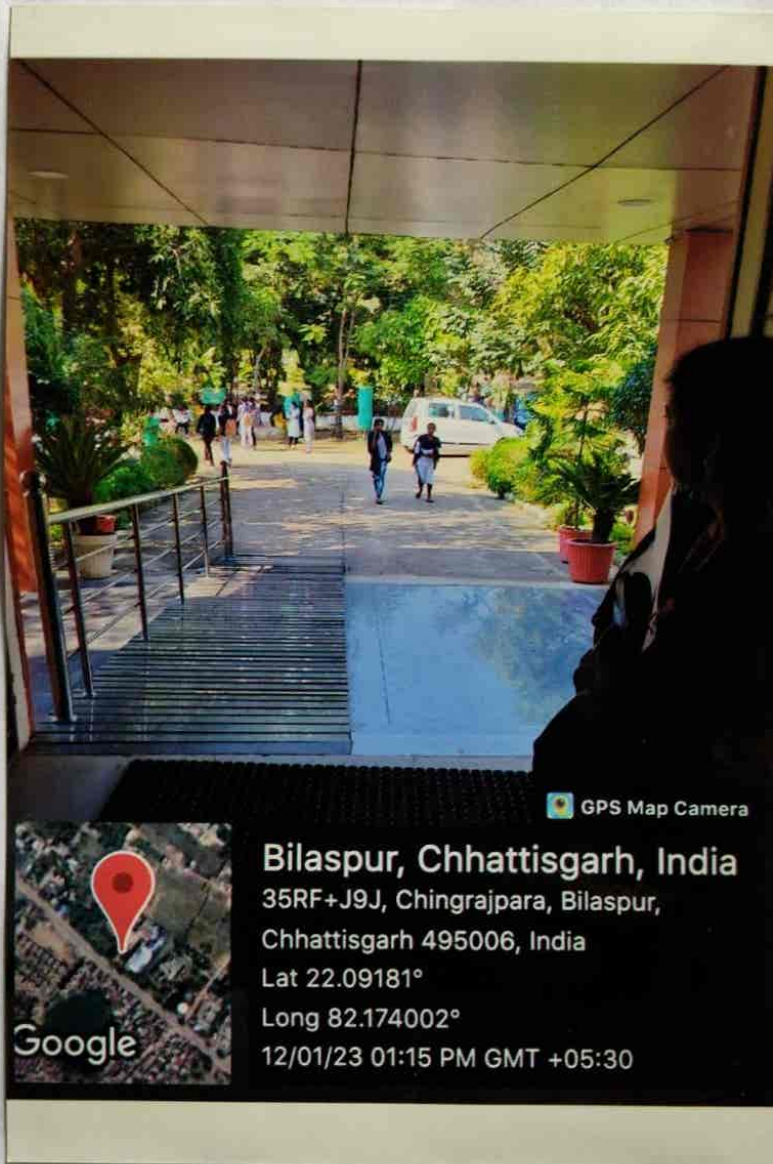 GPS Map Camera
Bilaspur, Chhattisgarh, India
35RF+J9J, Chingrajpara, Bilaspur,
Chhattisgarh 495006, India
Lat 22.09181°
Long 82.174002°
12/01/23 01:15 PM GMT +05:30
Google